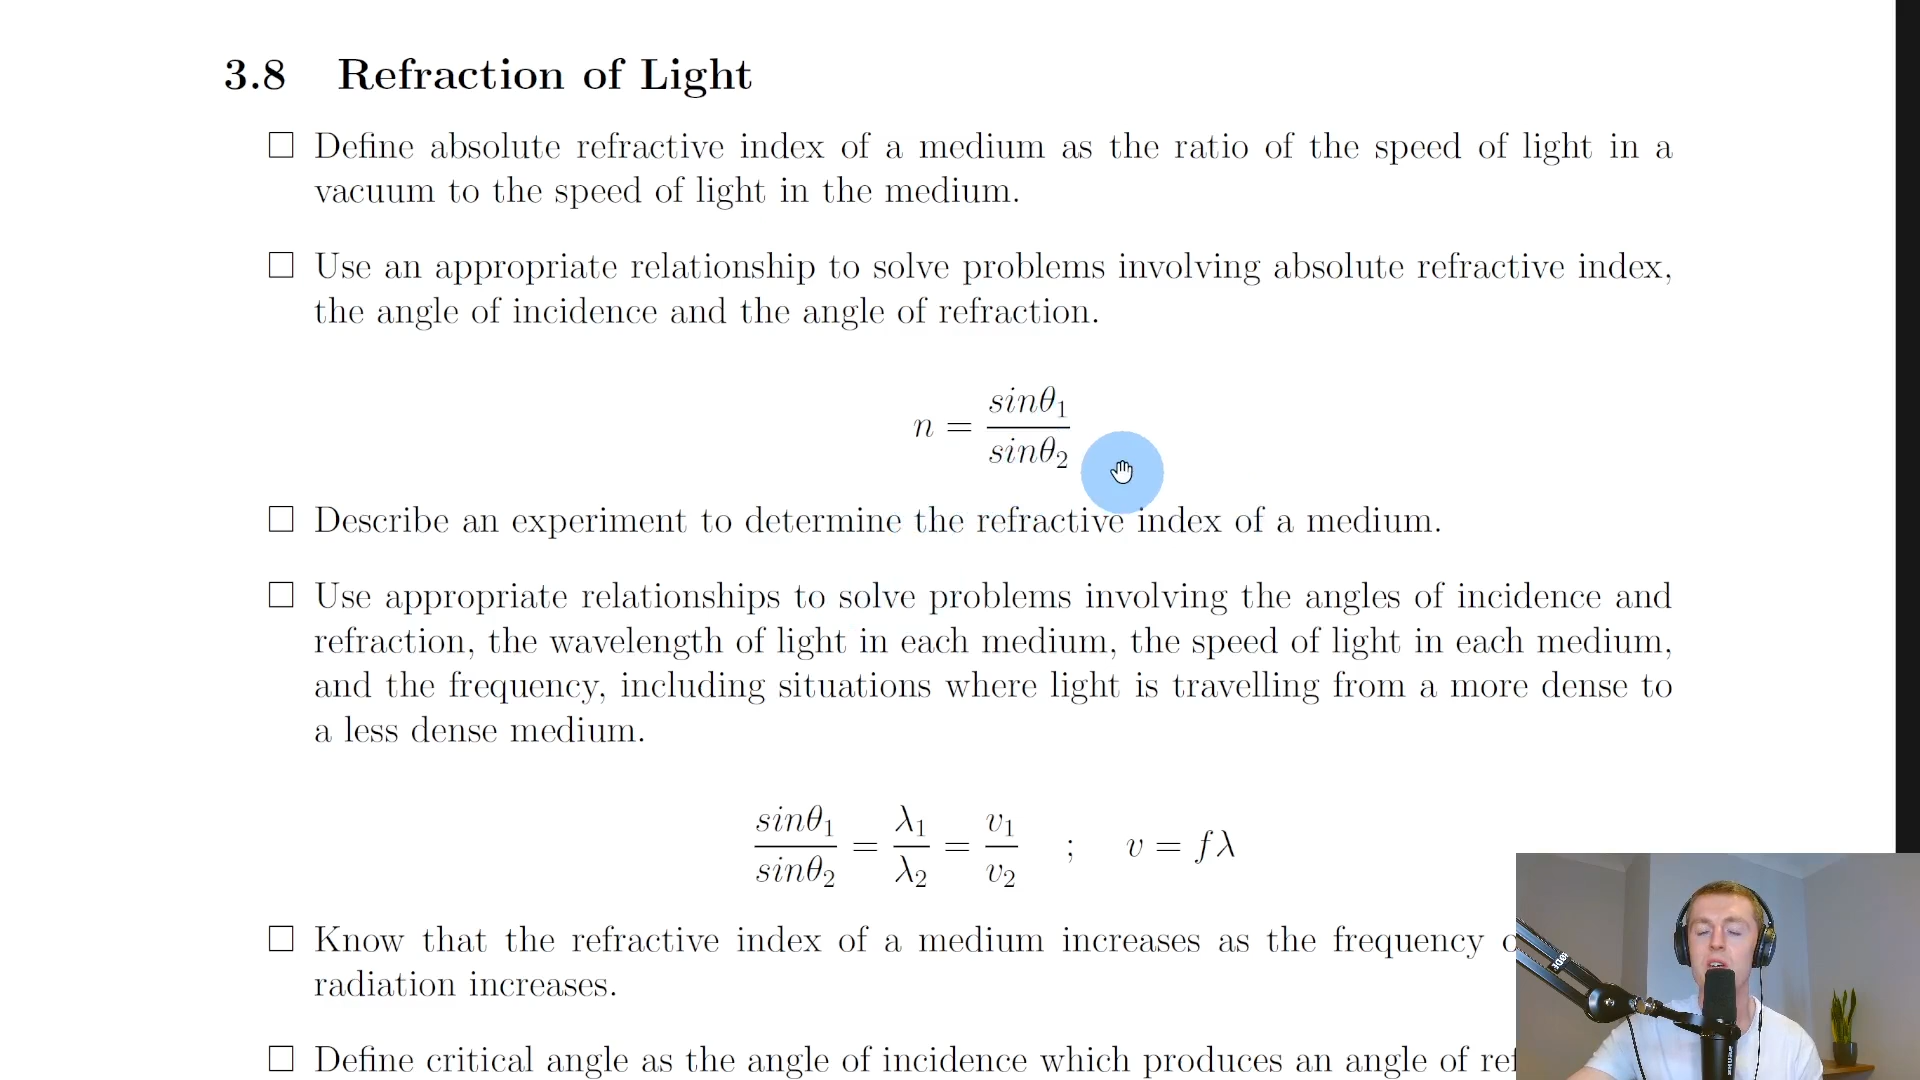 3.8 Refraction of Light
□ Define absolute refractive index of a medium as the ratio of the speed of light in a
vacuum to the speed of light in the medium.
□ Use an appropriate relationship to solve problems involving absolute refractive index,
the angle of incidence and the angle of refraction.
n = sinθ₁ / sinθ₂
□ Describe an experiment to determine the refractive index of a medium.
□ Use appropriate relationships to solve problems involving the angles of incidence and
refraction, the wavelength of light in each medium, the speed of light in each medium,
and the frequency, including situations where light is travelling from a more dense to
a less dense medium.
sinθ₁ / sinθ₂ = λ₁ / λ₂ = v₁ / v₂ ; v = fλ
□ Know that the refractive index of a medium increases as the frequency
radiation increases.
□ Define critical angle as the angle of incidence which produces an angle of
RØDE